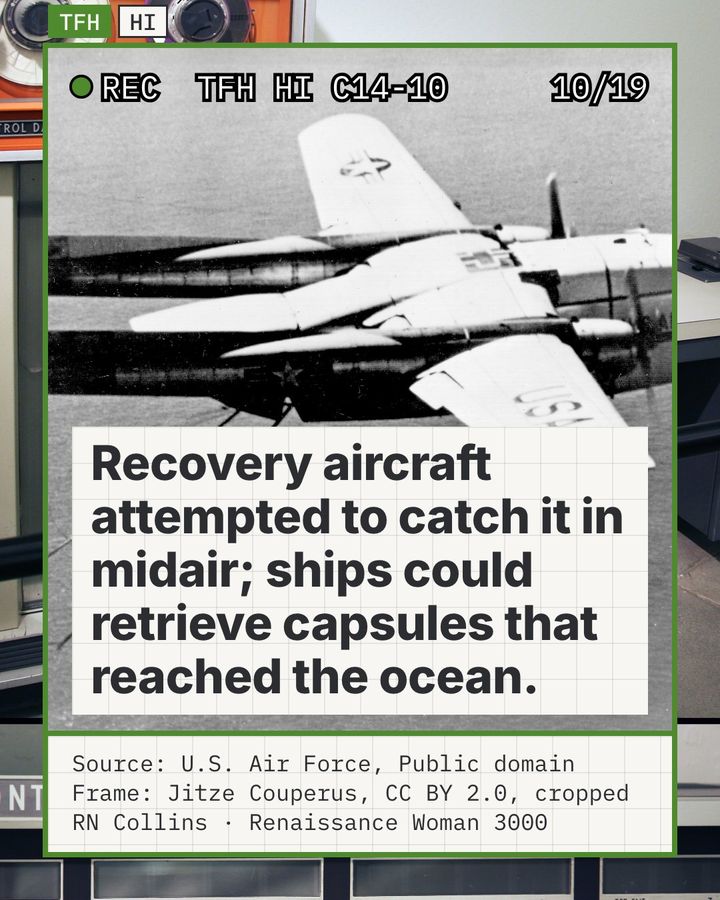 TFH HI
REC TFH HI C14-10 10/19
USA
Recovery aircraft
attempted to catch it in
midair; ships could
retrieve capsules that
reached the ocean.
Source: U.S. Air Force, Public domain
Frame: Jitze Couperus, CC BY 2.0, cropped
RN Collins · Renaissance Woman 3000